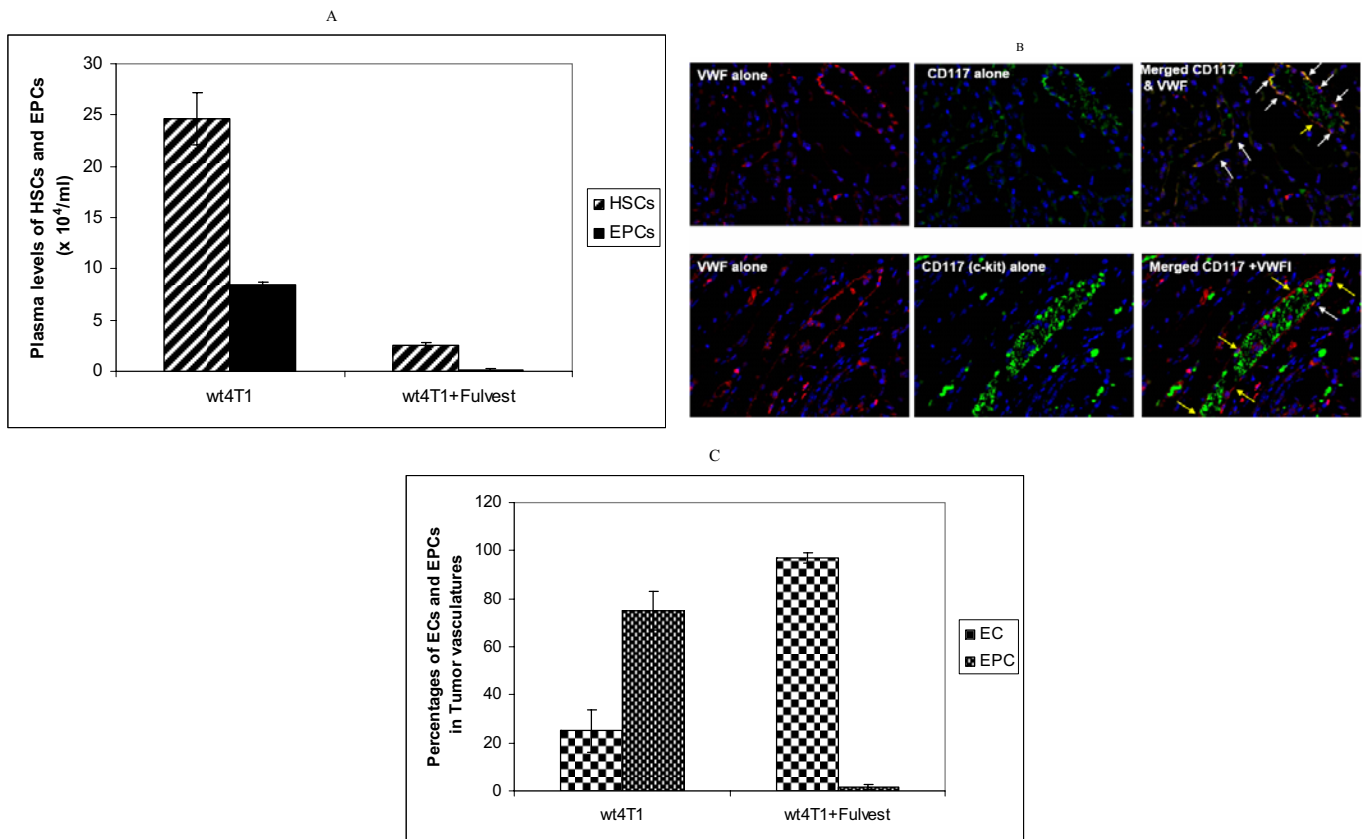 A
30
25
20
15
10
5
0
Plasma levels of HSCs and EPCs
(x 10⁴/ml)
wt4T1
wt4T1+Fulvest
HSCs
EPCs
B
VWF alone
CD117 alone
Merged CD117
& VWF
VWF alone
CD117 (c-kit) alone
Merged CD117 +VWFI
C
120
100
80
60
40
20
0
Percentages of ECs and EPCs
in Tumor vasculatures
wt4T1
wt4T1+Fulvest
EC
EPC